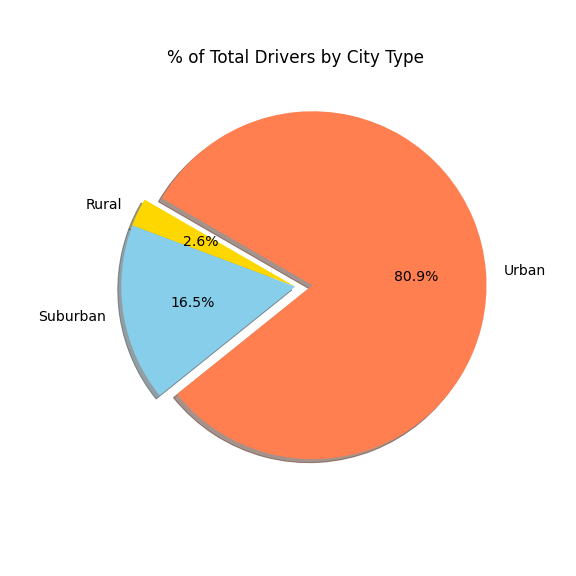 % of Total Drivers by City Type
Rural
2.6%
80.9%
Urban
16.5%
Suburban